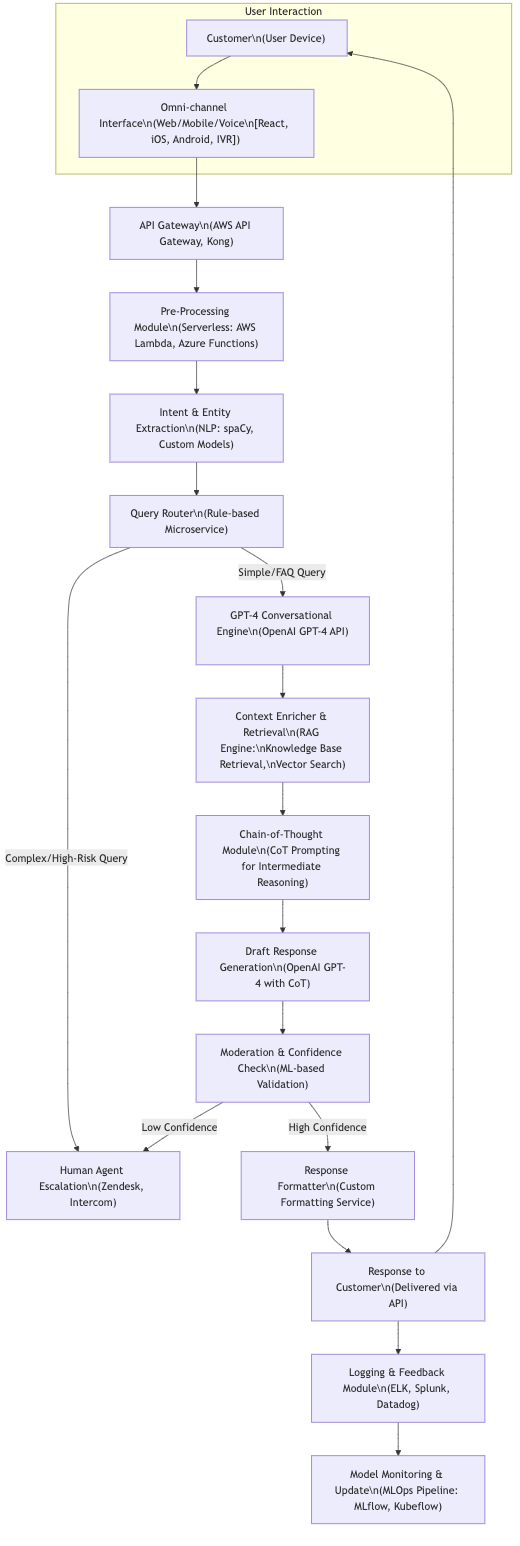 User Interaction
Customer\n(User Device)
Omni-channel
Interface\n(Web/Mobile/Voice\n[React,
iOS, Android, IVR])
API Gateway\n(AWS API
Gateway, Kong)
Pre-Processing
Module\n(Serverless: AWS
Lambda, Azure Functions)
Intent & Entity
Extraction\n(NLP: spaCy,
Custom Models)
Query Router\n(Rule-based
Microservice)
Simple/FAQ Query
GPT-4 Conversational
Engine\n(OpenAI GPT-4 API)
Context Enricher &
Retrieval\n(RAG
Engine:\nKnowledge Base
Retrieval,\nVector Search)
Chain-of-Thought
Module\n(CoT Prompting
for Intermediate
Reasoning)
Complex/High-Risk Query
Draft Response
Generation\n(OpenAI GPT-
4 with CoT)
Moderation & Confidence
Check\n(ML-based
Validation)
Low Confidence
High Confidence
Human Agent
Escalation\n(Zendesk,
Intercom)
Response
Formatter\n(Custom
Formatting Service)
Response to
Customer\n(Delivered via
API)
Logging & Feedback
Module\n(ELK, Splunk,
Datadog)
Model Monitoring &
Update\n(MLOps Pipeline:
MLflow, Kubeflow)